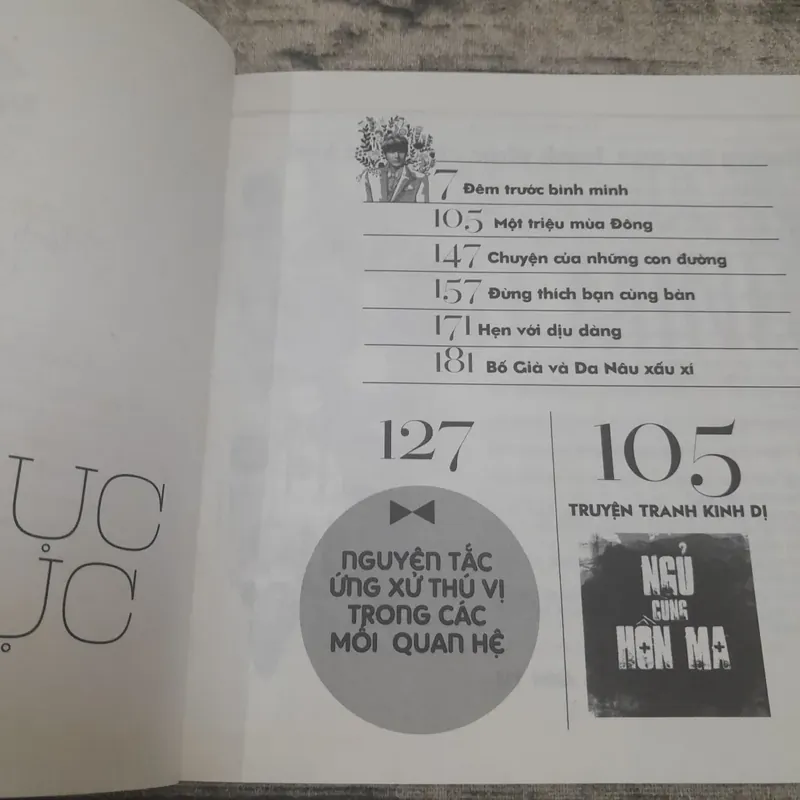 ỤC
ỤC
7 Đêm trước bình minh
105 Một triệu mùa Đông
147 Chuyện của những con đường
157 Đừng thích bạn cùng bàn
171 Hẹn với dịu dàng
181 Bố Già và Da Nâu xấu xí
127
NGUYÊN TẮC
ỨNG XỬ THÚ VỊ
TRONG CÁC
MỐI QUAN HỆ
105
TRUYỆN TRANH KINH DỊ
NGỦ
CÙNG
HỒN MA